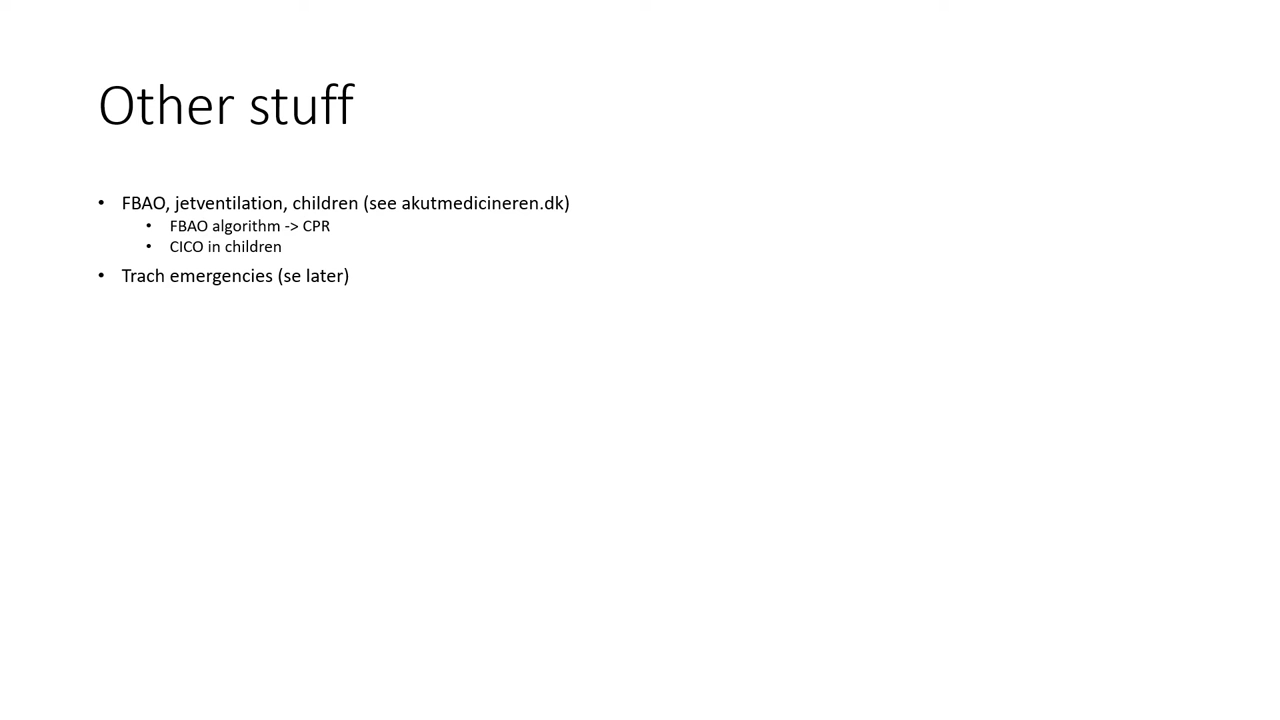 Other stuff
• FBAO, jetventilation, children (see akutmedicineren.dk)
• FBAO algorithm -> CPR
• CICO in children
• Trach emergencies (se later)